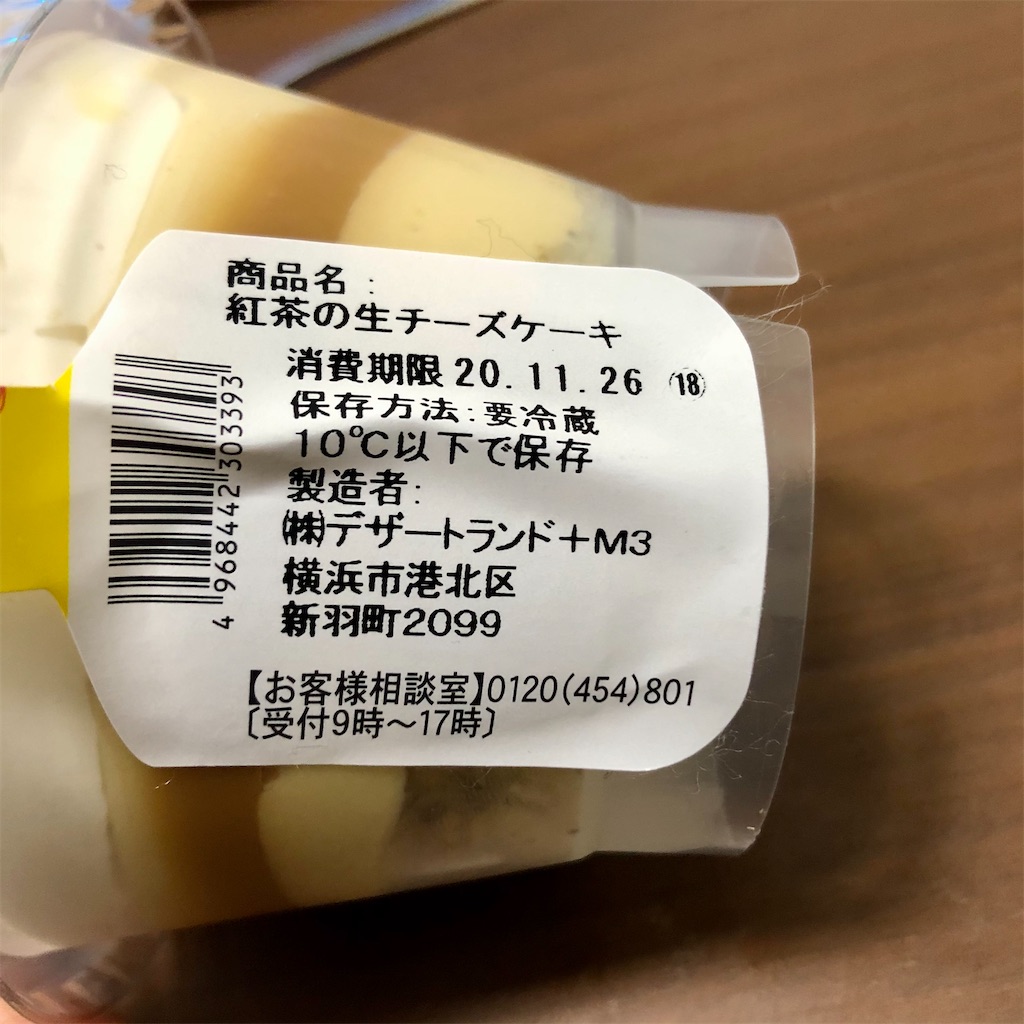 商品名:
紅茶の生チーズケーキ
消費期限 20.11.26 ⑱
保存方法:要冷蔵
10℃以下で保存
製造者:
㈱デザートランド+M3
横浜市港北区
新羽町2099
【お客様相談室】0120(454)801
〔受付9時~17時〕
4968442303393